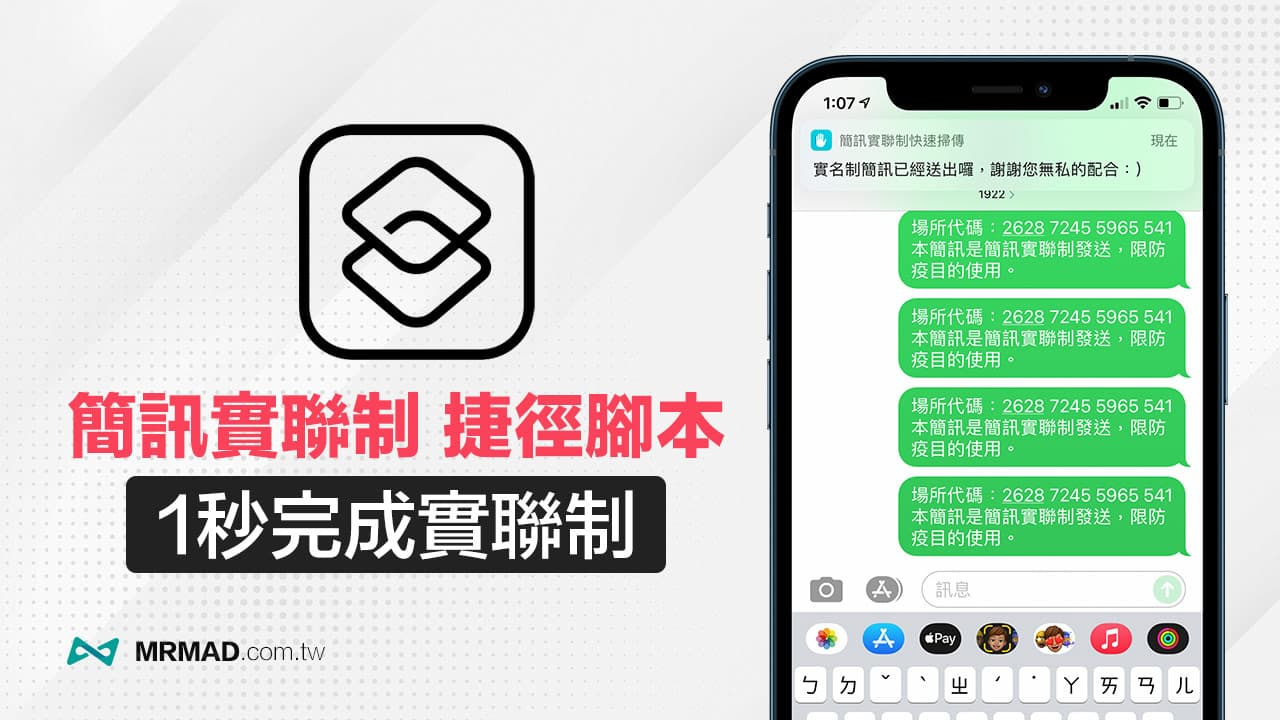 簡訊實聯制 捷徑腳本
1秒完成實聯制
MRMAD.com.tw
1:07
簡訊實聯制快速掃傳 現在
實名制簡訊已經送出囉，謝謝您無私的配合：）
1922 >
場所代碼：2628 7245 5965 541
本簡訊是簡訊實聯制發送，限防
疫目的使用。
場所代碼：2628 7245 5965 541
本簡訊是簡訊實聯制發送，限防
疫目的使用。
場所代碼：2628 7245 5965 541
本簡訊是簡訊實聯制發送，限防
疫目的使用。
場所代碼：2628 7245 5965 541
本簡訊是簡訊實聯制發送，限防
疫目的使用。
訊息
Pay
ㄅ ㄉ ˇ ˋ ㄓ ˊ ˙ ㄚ ㄞ ㄢ ㄦ